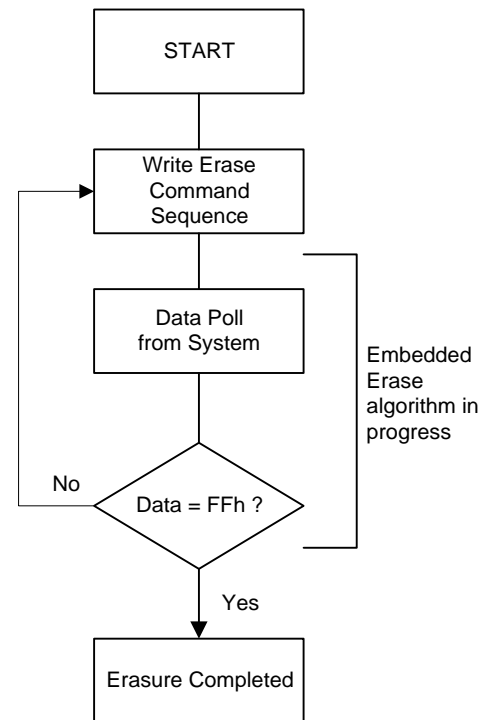 START
Write Erase
Command
Sequence
Data Poll
from System
Embedded
Erase
algorithm in
progress
No
Data = FFh ?
Yes
Erasure Completed